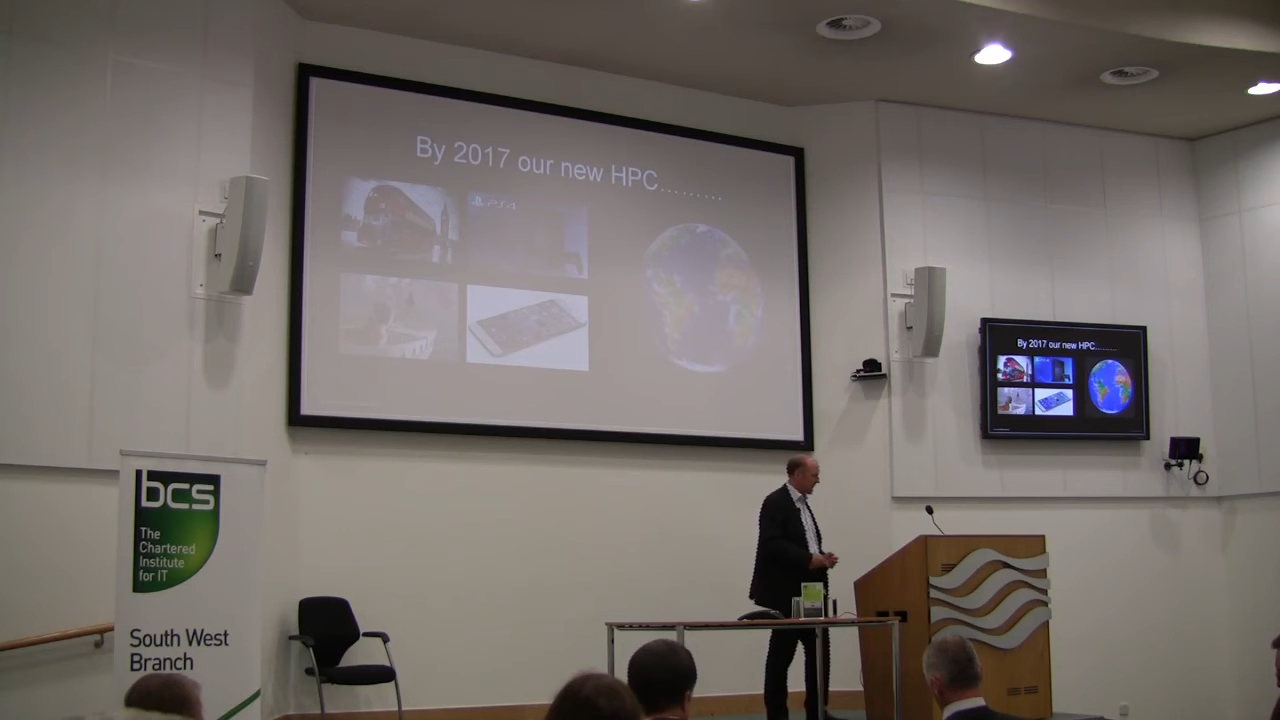 By 2017 our new HPC.........
PS4
By 2017 our new HPC.........
bcs
The
Chartered
Institute
for IT
South West
Branch